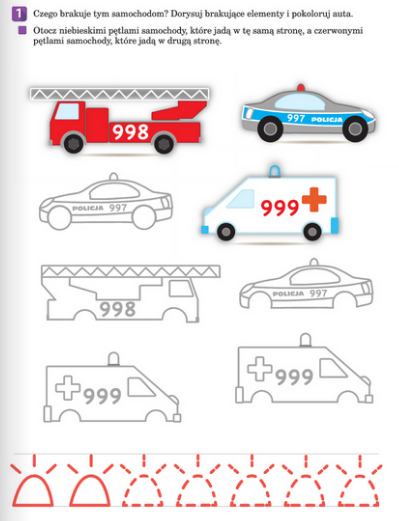 1 Czego brakuje tym samochodom? Dorysuj brakujące elementy i pokoloruj auta.
Otocz niebieskimi pętlami samochody, które jadą w tę samą stronę, a czerwonymi
pętlami samochody, które jadą w drugą stronę.
998
997 POLICJA
POLICJA 997
999
998
POLICJA 997
999
999